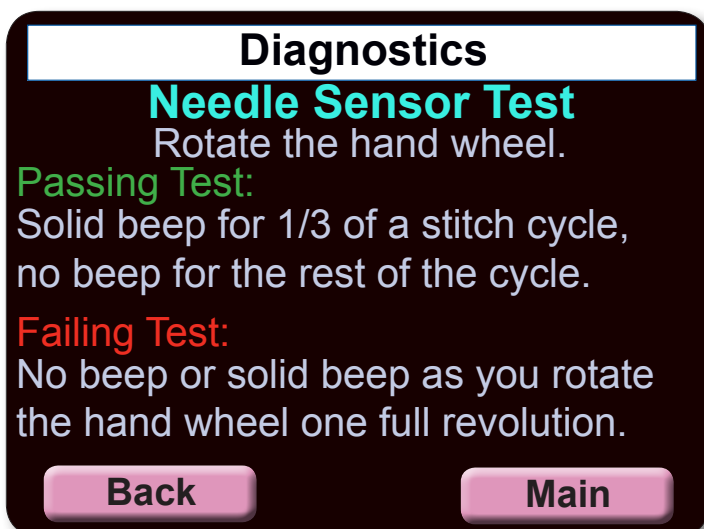 Diagnostics
Needle Sensor Test
Rotate the hand wheel.
Passing Test:
Solid beep for 1/3 of a stitch cycle,
no beep for the rest of the cycle.
Failing Test:
No beep or solid beep as you rotate
the hand wheel one full revolution.
Back
Main